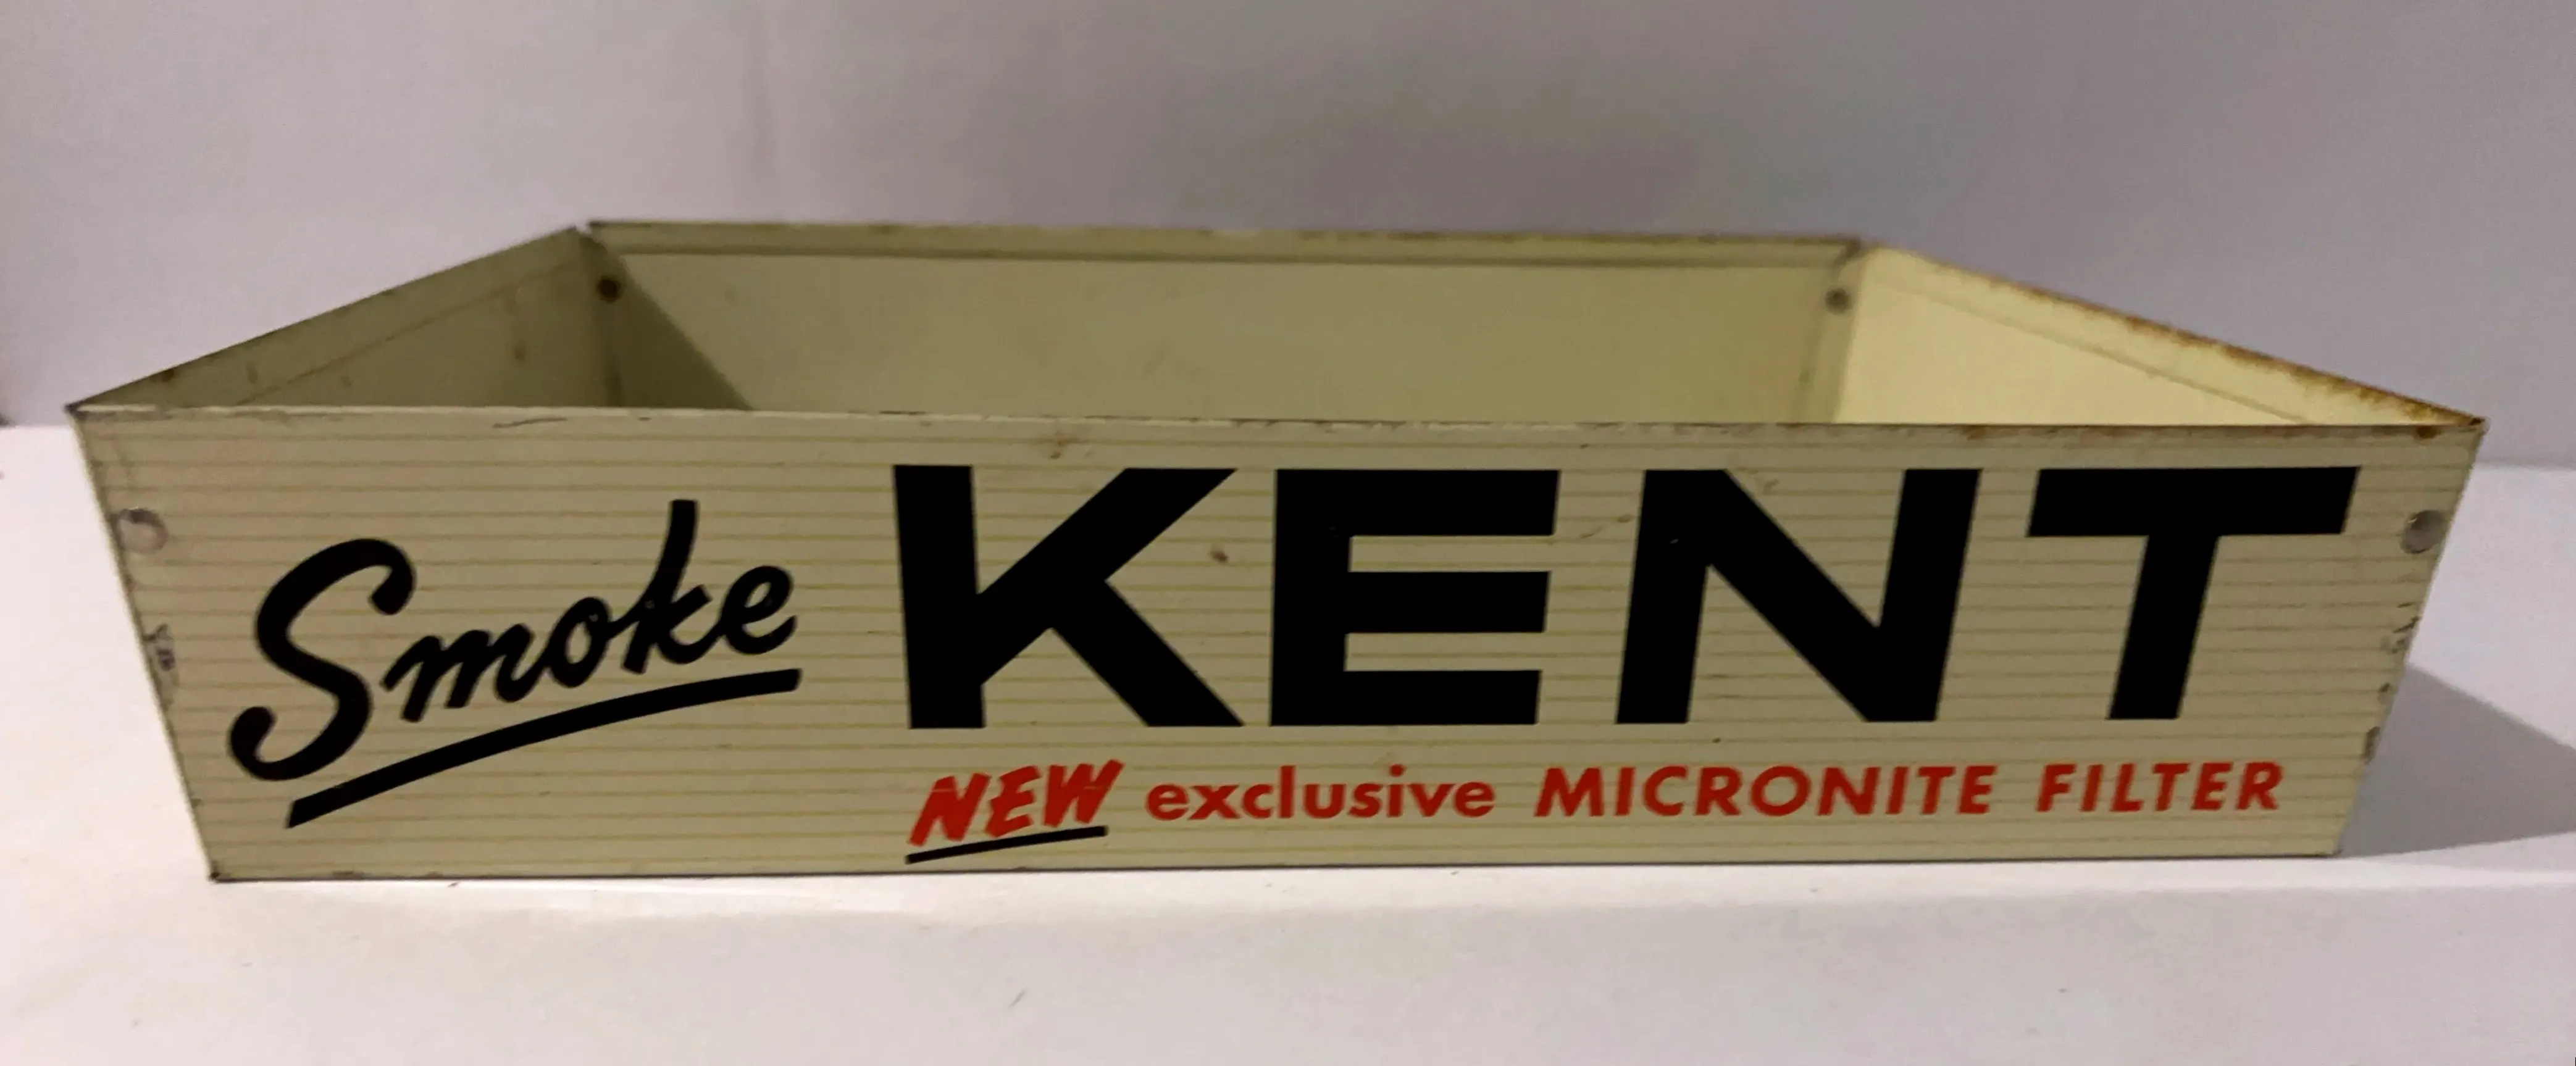 Smoke KENT
NEW exclusive MICRONITE FILTER